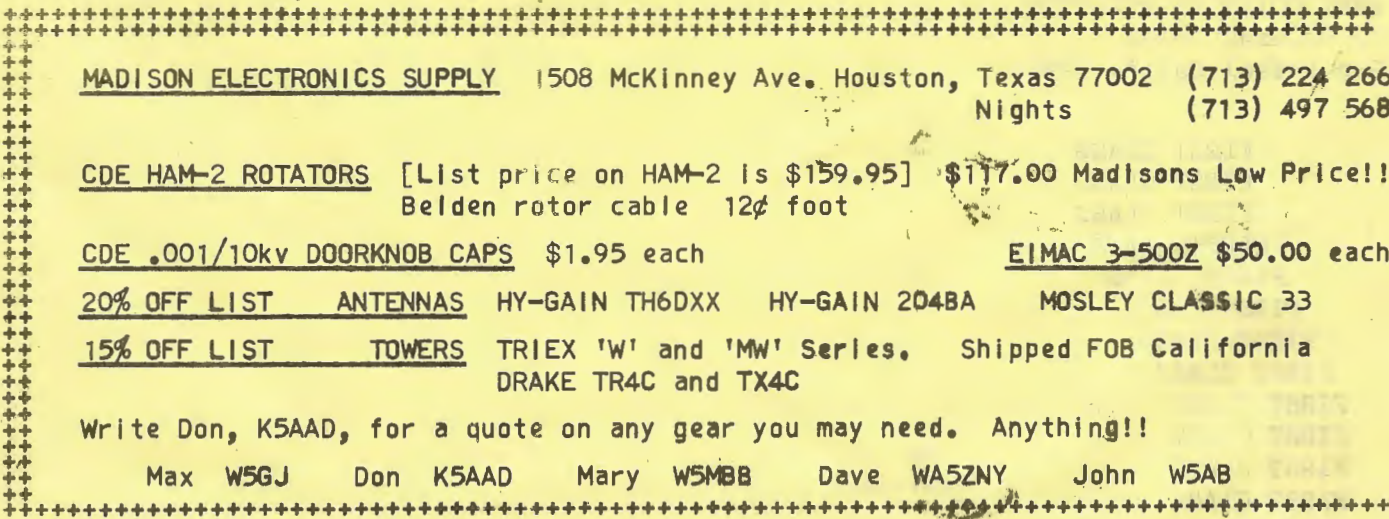 MADISON ELECTRONICS SUPPLY 1508 McKinney Ave. Houston, Texas 77002 (713) 224 266
Nights (713) 497 568
CDE HAM-2 ROTATORS [List price on HAM-2 is $159.95] $117.00 Madisons Low Price!!
Belden rotor cable 12¢ foot
CDE .001/10kv DOORKNOB CAPS $1.95 each EIMAC 3-500Z $50.00 each
20% OFF LIST ANTENNAS HY-GAIN TH6DXX HY-GAIN 204BA MOSLEY CLASSIC 33
15% OFF LIST TOWERS TRIEX 'W' and 'MW' Series. Shipped FOB California
DRAKE TR4C and TX4C
Write Don, K5AAD, for a quote on any gear you may need. Anything!!
Max W5GJ Don K5AAD Mary W5MBB Dave WA5ZNY John W5AB